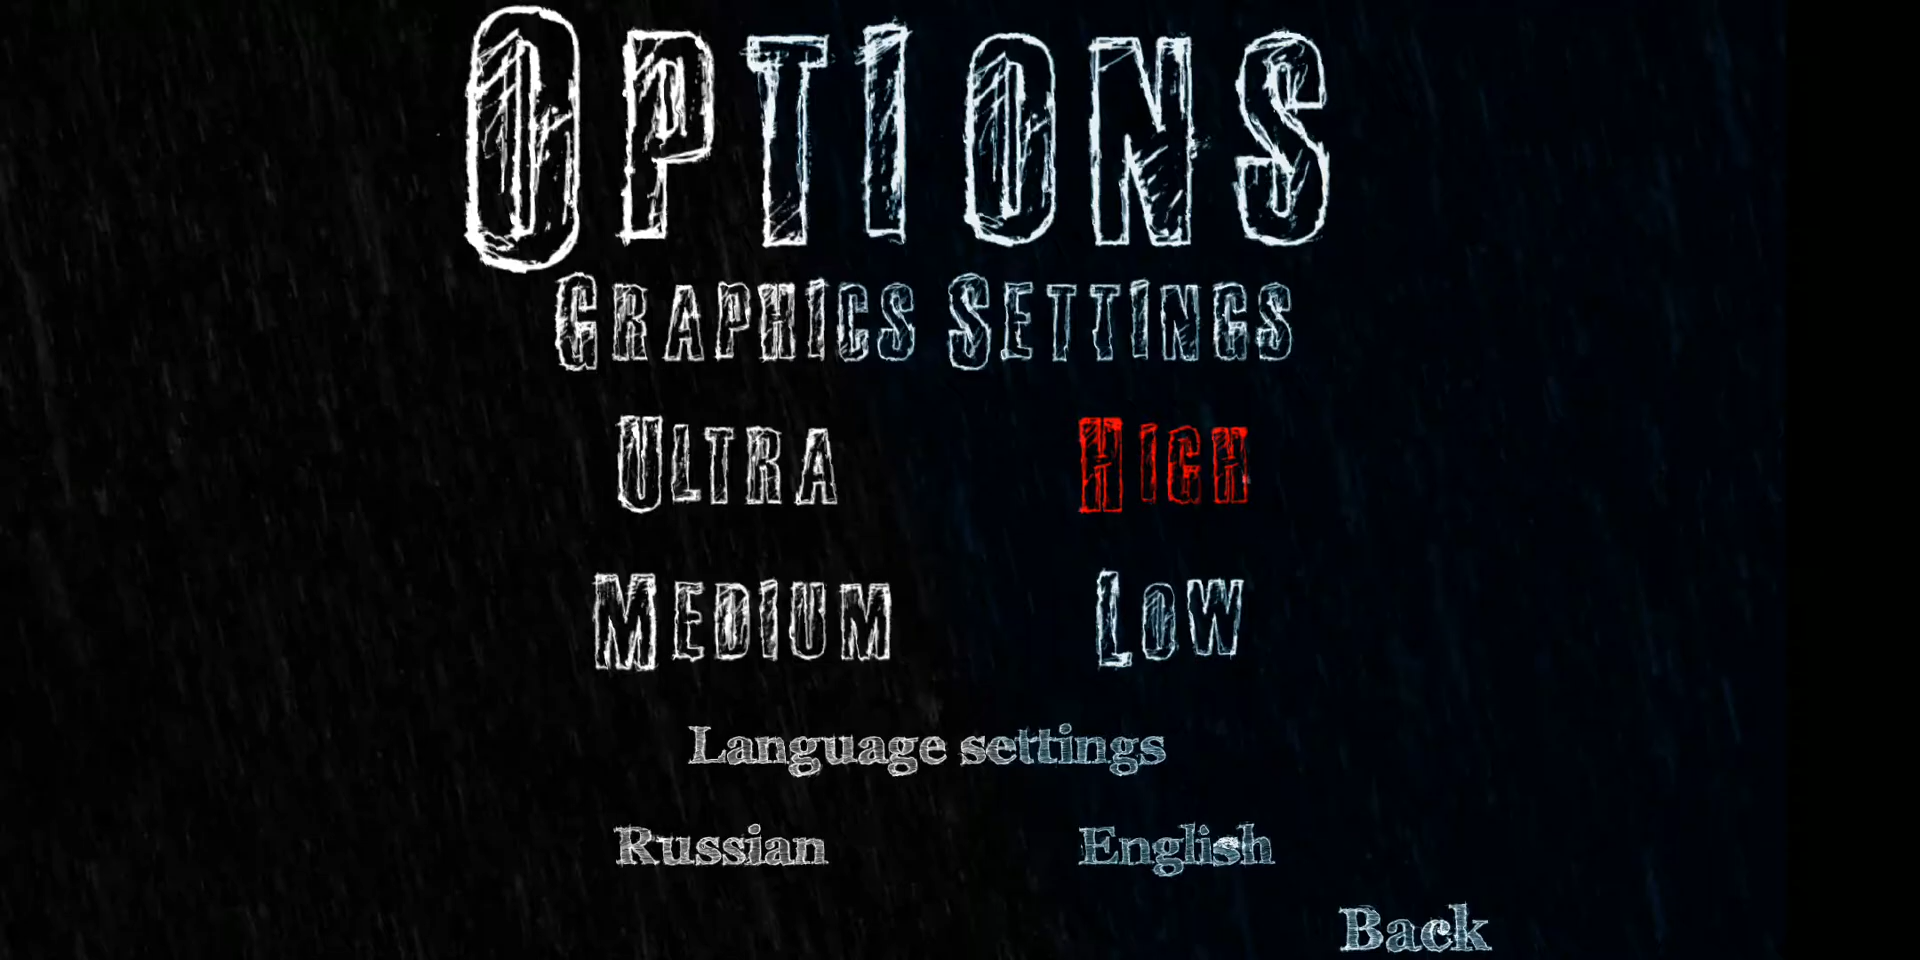 Options
Graphics Settings
Ultra High
Medium Low
Language settings
Russian English
Back